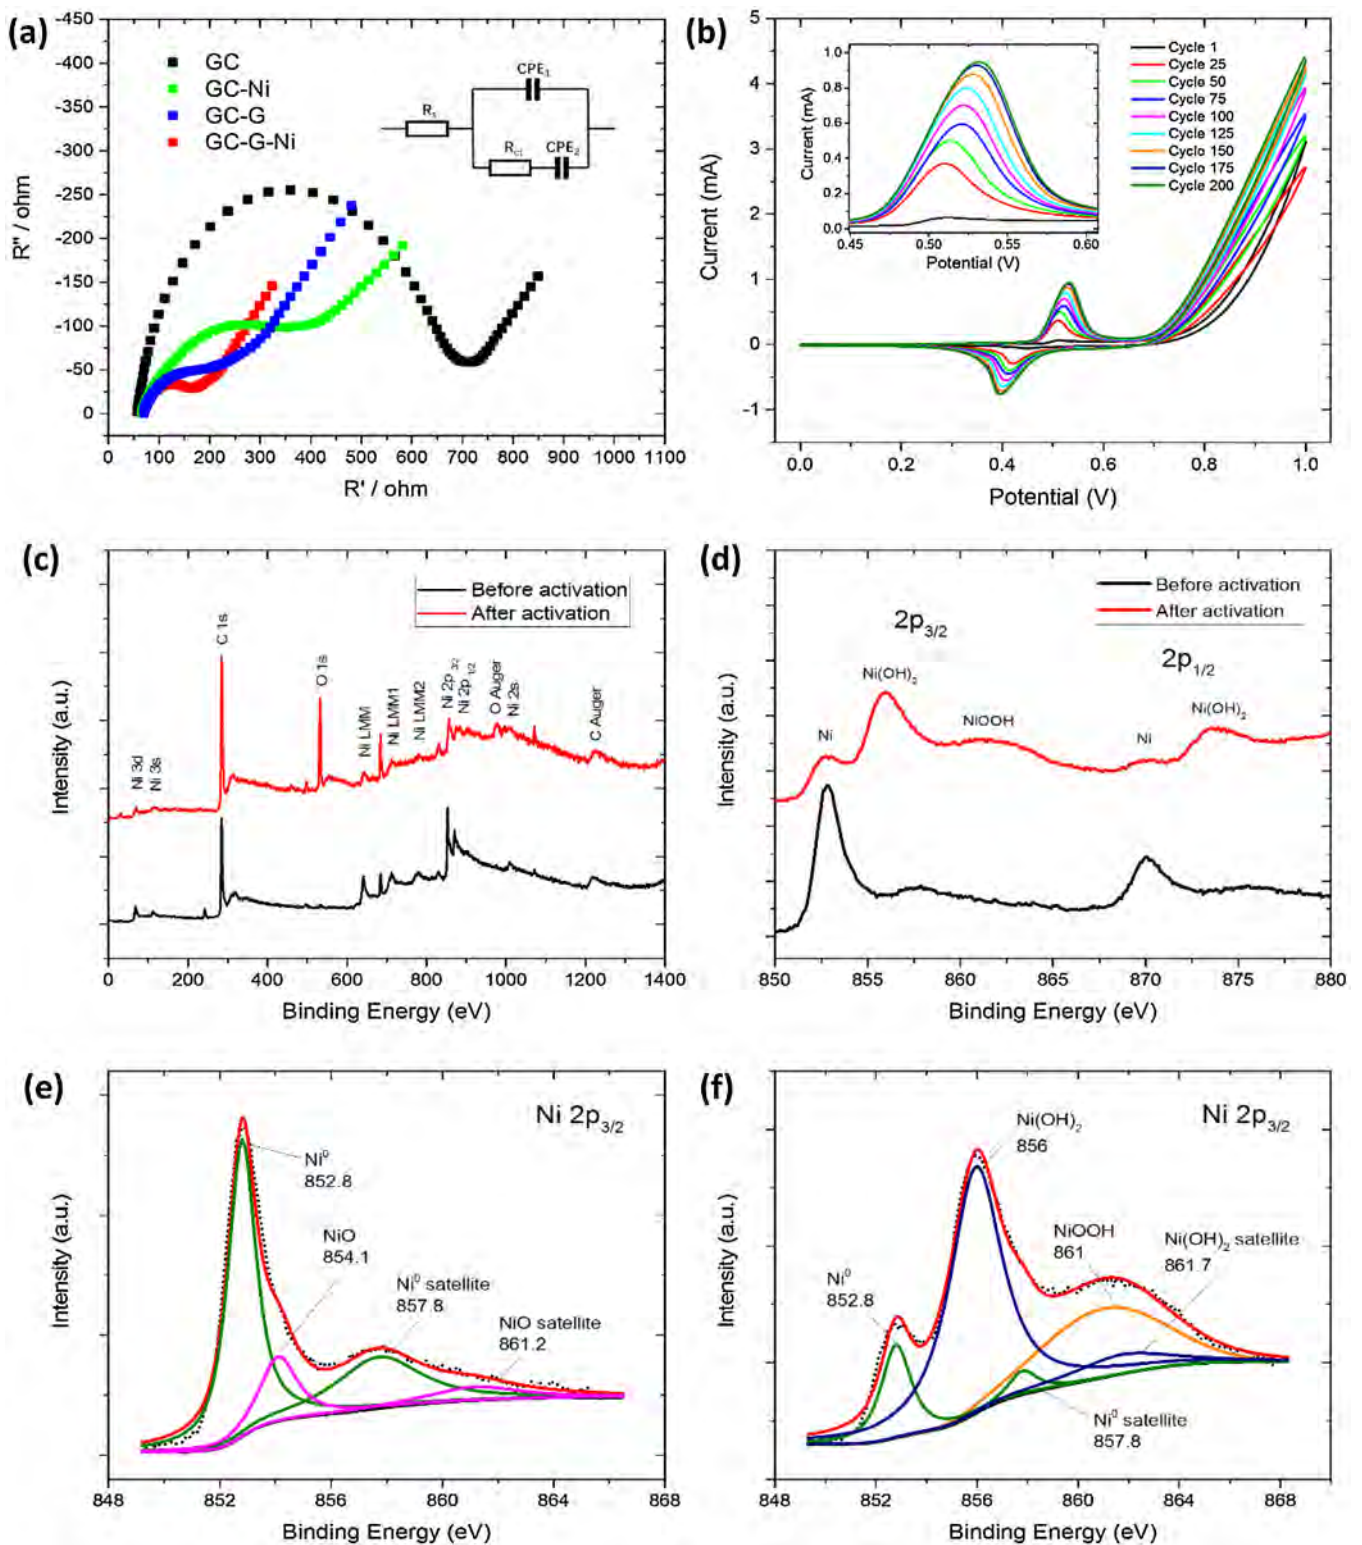 (a)
-450
-400
-350
-300
-250
-200
-150
-100
-50
0
R'' / ohm
GC
GC-Ni
GC-G
GC-G-Ni
CPE1
Rs
Rct
CPE2
0 100 200 300 400 500 600 700 800 900 1000 1100
R'' / ohm
(b)
5
4
3
2
1
0
-1
Current (mA)
1.0
0.8
0.6
0.4
0.2
0.0
Current (mA)
0.45 0.50 0.55 0.60
Potential (V)
Cycle 1
Cycle 25
Cycle 50
Cycle 75
Cycle 100
Cycle 125
Cycle 150
Cycle 175
Cycle 200
0.0 0.2 0.4 0.6 0.8 1.0
Potential (V)
(c)
Intensity (a.u.)
Before activation
After activation
Ni 3d
Ni 3s
C 1s
O 1s
Ni LMM
Ni LMM1
Ni LMM2
Ni 2p3/2
Ni 2p1/2
O Auger
Ni 2s
C Auger
0 200 400 600 800 1000 1200 1400
Binding Energy (eV)
(d)
Intensity (a.u.)
Before activation
After activation
2p3/2
2p1/2
Ni
Ni(OH)2
NiOOH
Ni
Ni(OH)2
850 855 860 865 870 875 880
Binding Energy (eV)
(e)
Intensity (a.u.)
Ni 2p3/2
Ni0
852.8
NiO
854.1
Ni0 satellite
857.8
NiO satellite
861.2
848 852 856 860 864 868
Binding Energy (eV)
(f)
Intensity (a.u.)
Ni 2p3/2
Ni(OH)2
856
NiOOH
861
Ni(OH)2 satellite
861.7
Ni0
852.8
Ni0 satellite
857.8
848 852 856 860 864 868
Binding Energy (eV)